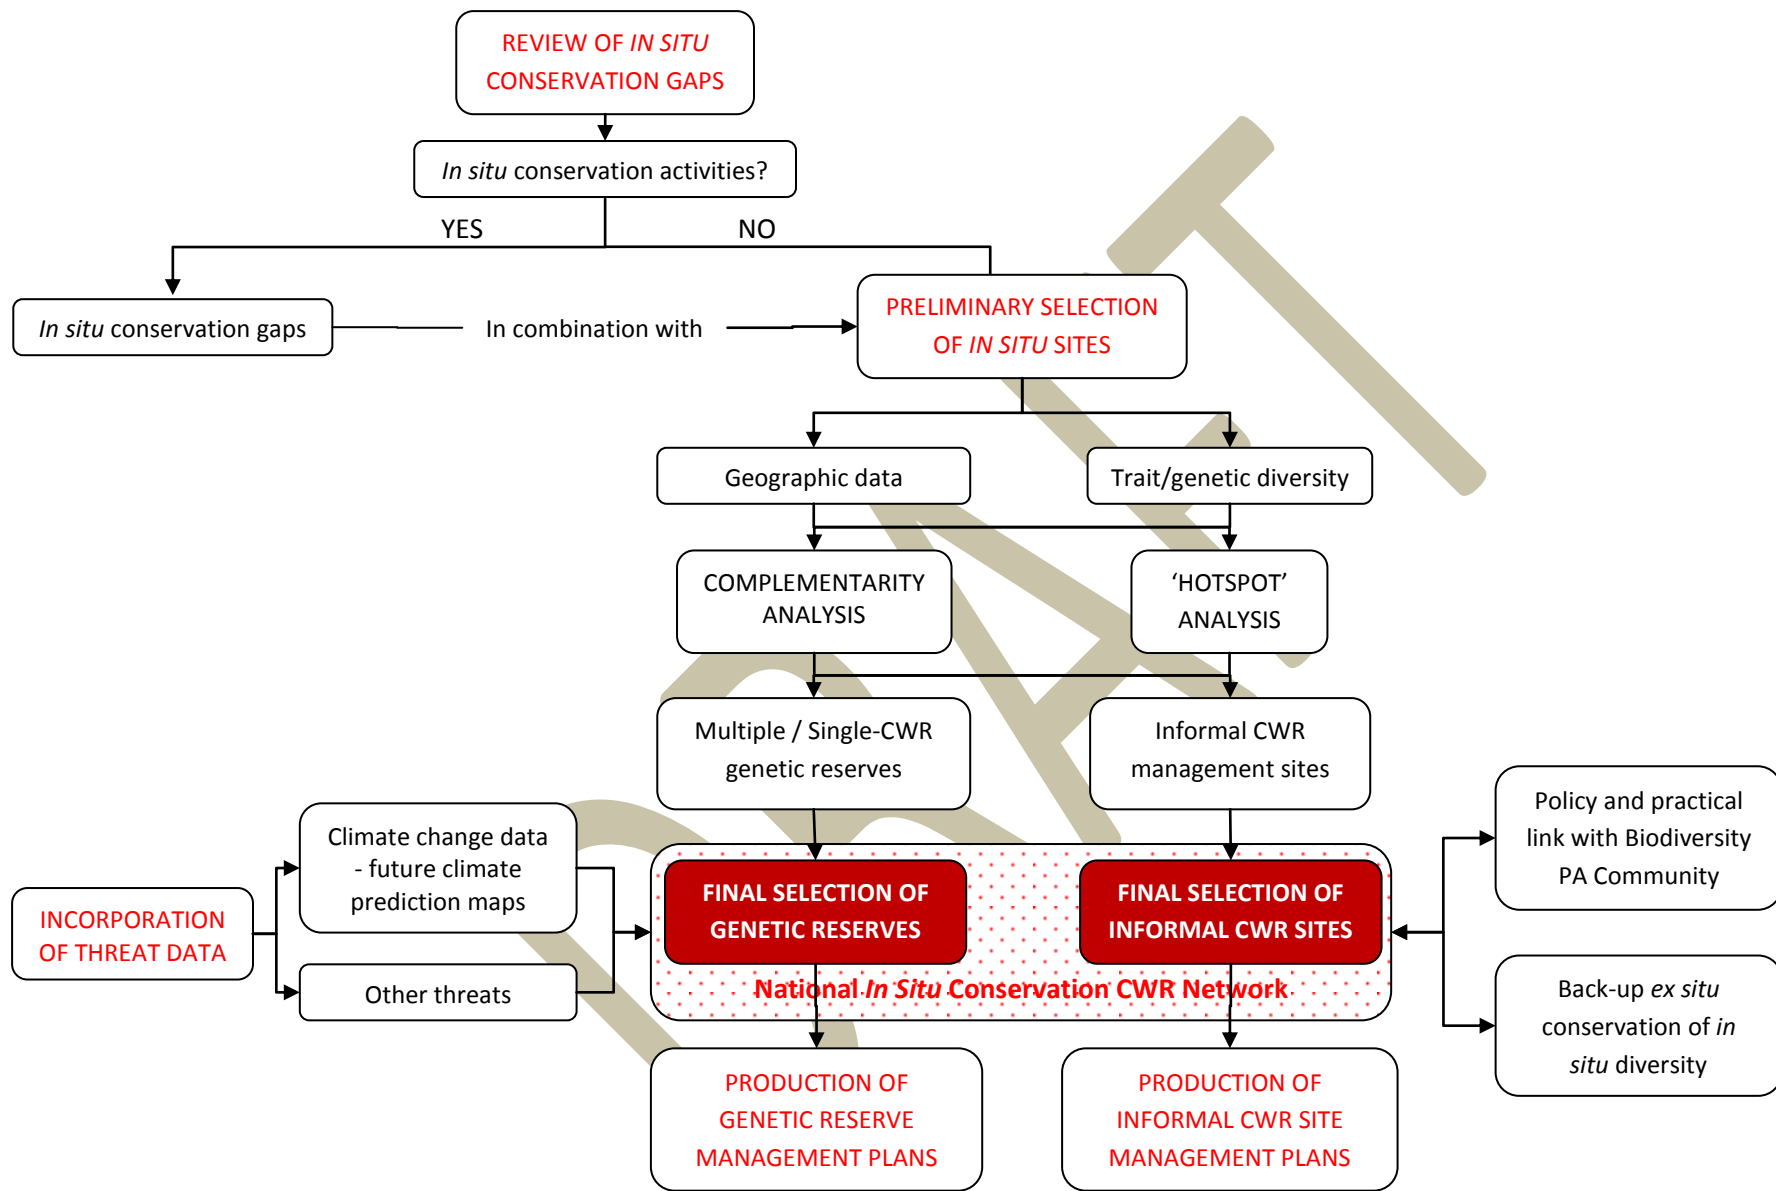 REVIEW OF IN SITU
CONSERVATION GAPS
In situ conservation activities?
YES
NO
In situ conservation gaps
In combination with
PRELIMINARY SELECTION
OF IN SITU SITES
Geographic data
Trait/genetic diversity
COMPLEMENTARITY
ANALYSIS
‘HOTSPOT’
ANALYSIS
Multiple / Single-CWR
genetic reserves
Informal CWR
management sites
Climate change data
- future climate
prediction maps
INCORPORATION
OF THREAT DATA
Other threats
FINAL SELECTION OF
GENETIC RESERVES
FINAL SELECTION OF
INFORMAL CWR SITES
National In Situ Conservation CWR Network
Policy and practical
link with Biodiversity
PA Community
Back-up ex situ
conservation of in
situ diversity
PRODUCTION OF
GENETIC RESERVE
MANAGEMENT PLANS
PRODUCTION OF
INFORMAL CWR SITE
MANAGEMENT PLANS
DRAFT